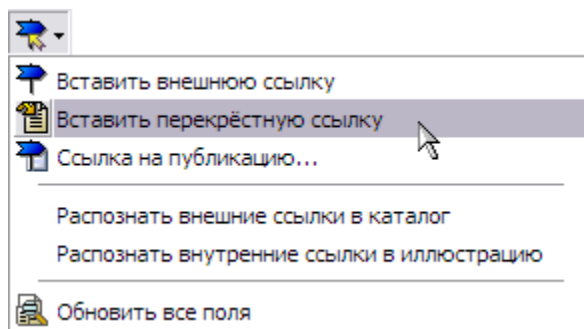 Вставить внешнюю ссылку
Вставить перекрёстную ссылку
Ссылка на публикацию...
Распознать внешние ссылки в каталог
Распознать внутренние ссылки в иллюстрацию
Обновить все поля